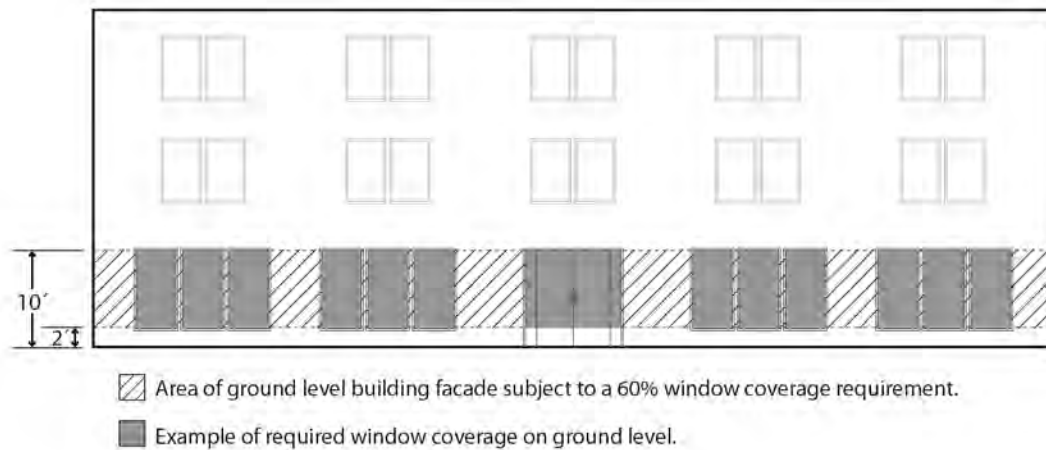 10´
2´
Area of ground level building facade subject to a 60% window coverage requirement.
Example of required window coverage on ground level.